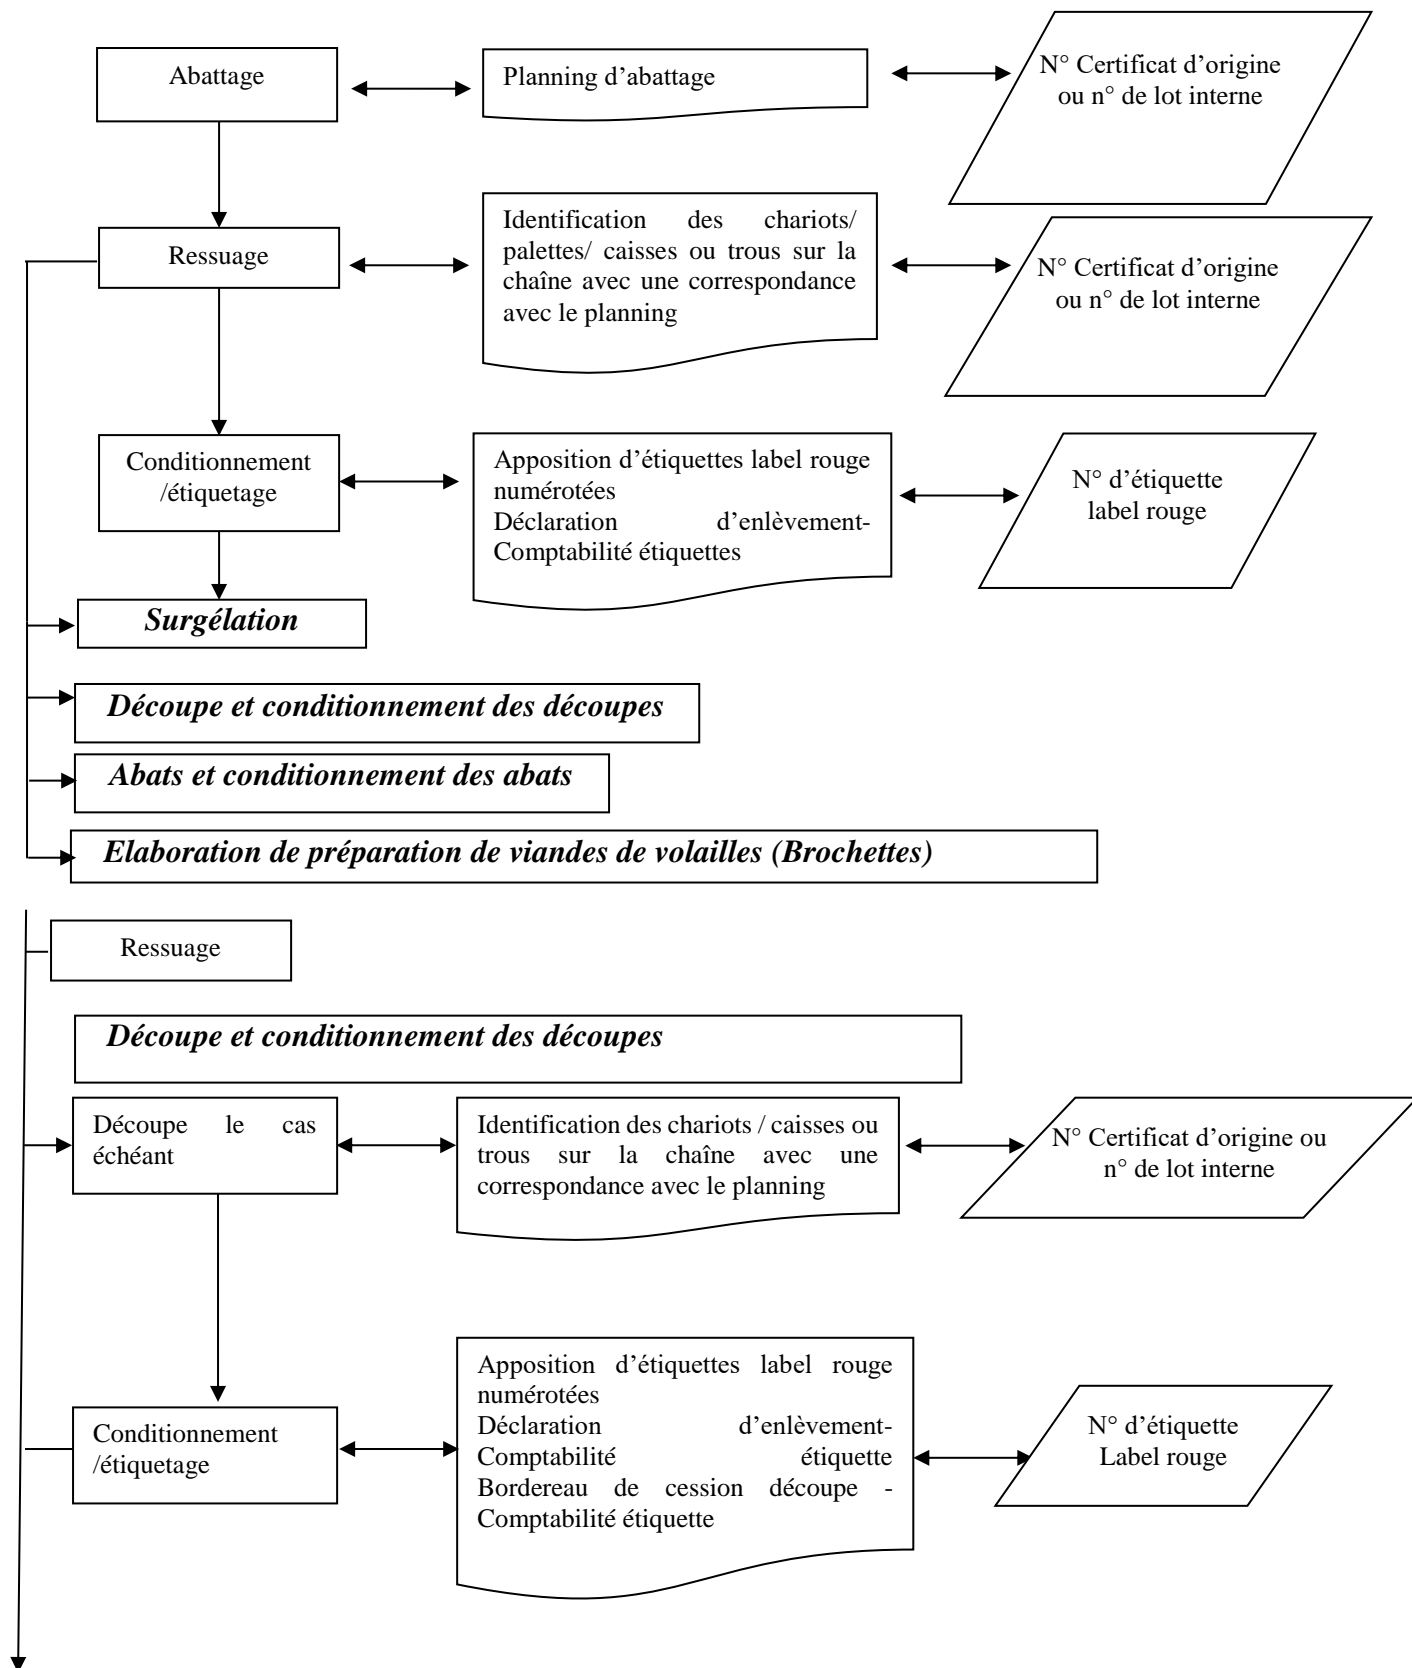 Abattage
Planning d’abattage
N° Certificat d’origine
ou n° de lot interne
Ressuage
Identification des chariots/
palettes/ caisses ou trous sur la
chaîne avec une correspondance
avec le planning
N° Certificat d’origine
ou n° de lot interne
Conditionnement
/étiquetage
Apposition d’étiquettes label rouge
numérotées
Déclaration d’enlèvement-
Comptabilité étiquettes
N° d’étiquette
label rouge
Surgélation
Découpe et conditionnement des découpes
Abats et conditionnement des abats
Elaboration de préparation de viandes de volailles (Brochettes)
Ressuage
Découpe et conditionnement des découpes
Découpe le cas
échéant
Identification des chariots / caisses ou
trous sur la chaîne avec une
correspondance avec le planning
N° Certificat d’origine ou
n° de lot interne
Conditionnement
/étiquetage
Apposition d’étiquettes label rouge
numérotées
Déclaration d’enlèvement-
Comptabilité étiquette
Bordereau de cession découpe -
Comptabilité étiquette
N° d’étiquette
Label rouge